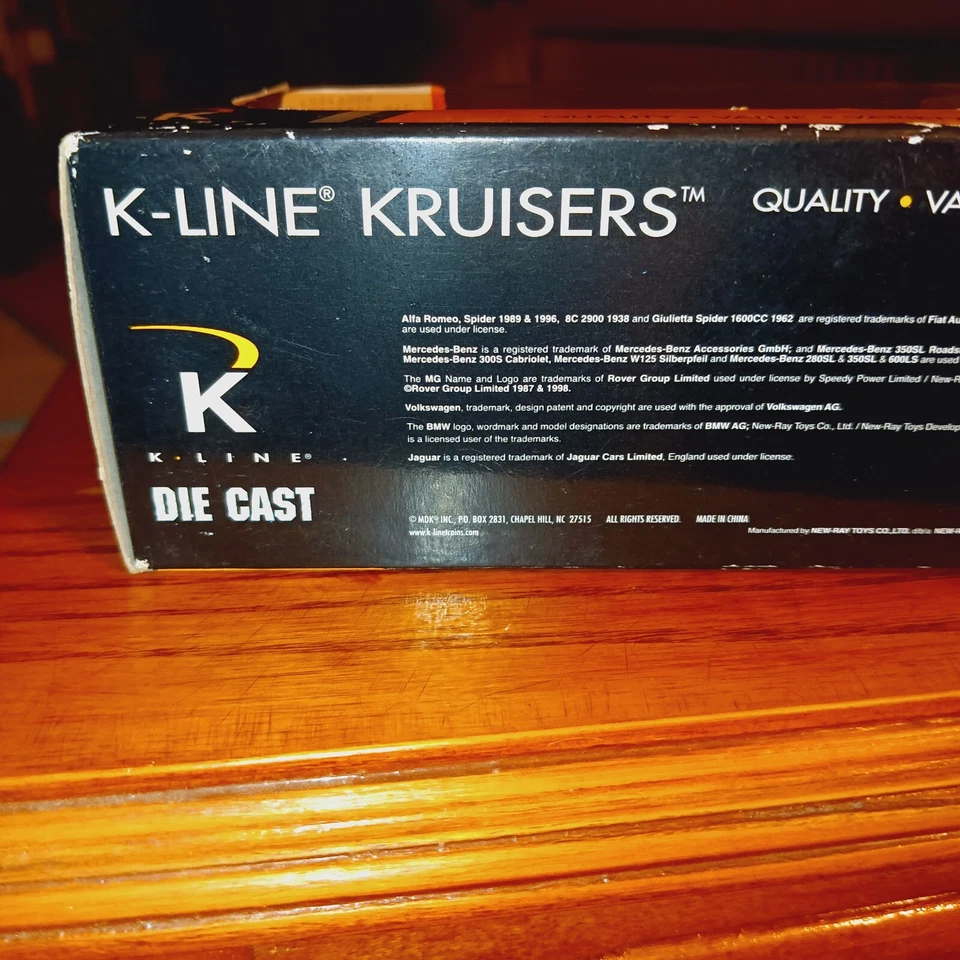 K-LINE® KRUISERS™ QUALITY • VA
Alfa Romeo, Spider 1989 & 1996, 8C 2900 1938 and Giulietta Spider 1600CC 1962 are registered trademarks of Fiat Au
are used under license.
Mercedes-Benz is a registered trademark of Mercedes-Benz Accessories GmbH; and Mercedes-Benz 350SL Roads
Mercedes-Benz 300S Cabriolet, Mercedes-Benz W125 Silberpfeil and Mercedes-Benz 280SL & 350SL & 600LS are used
The MG Name and Logo are trademarks of Rover Group Limited used under license by Speedy Power Limited / New-R
©Rover Group Limited 1987 & 1998.
Volkswagen, trademark, design patent and copyright are used with the approval of Volkswagen AG.
The BMW logo, wordmark and model designations are trademarks of BMW AG; New-Ray Toys Co., Ltd. / New-Ray Toys Develop
is a licensed user of the trademarks.
Jaguar is a registered trademark of Jaguar Cars Limited, England used under license.
K
K·LINE®
DIE CAST
© MDK® INC., P.O. BOX 2831, CHAPEL HILL, NC 27515 ALL RIGHTS RESERVED. MADE IN CHINA
www.k-linetrains.com
Manufactured by NEW-RAY TOYS CO.,LTD. d/b/a NEW-R